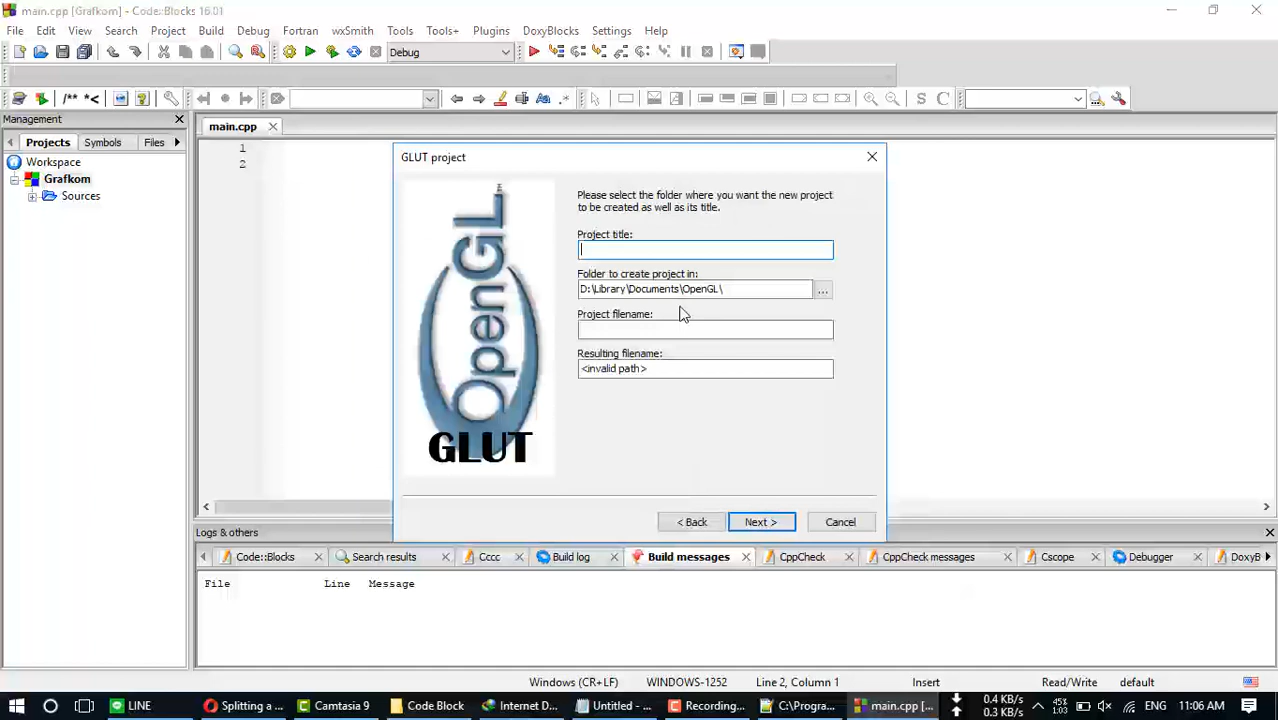 main.cpp [Grafkom] - Code::Blocks 16.01
File Edit View Search Project Build Debug Fortran wxSmith Tools Tools+ Plugins DoxyBlocks Settings Help
Debug
/** *<
S C
Management
main.cpp
Projects Symbols Files
1
2
Workspace
Grafkom
Sources
GLUT project
OpenGL
GLUT
Please select the folder where you want the new project
to be created as well as its title.
Project title:
Folder to create project in:
D:\Library\Documents\OpenGL\
...
Project filename:
Resulting filename:
<invalid path>
< Back Next > Cancel
Logs & others
Code::Blocks Search results Cccc Build log Build messages CppCheck CppCheck messages Cscope Debugger DoxyB
File Line Message
Windows (CR+LF) WINDOWS-1252 Line 2, Column 1 Insert Read/Write default
LINE Splitting a ... Camtasia 9 Code Block Internet D... Untitled - ... Recording... C:\Progra... main.cpp [... 0.4 KB/s 0.3 KB/s 45% 1:03 ENG 11:06 AM